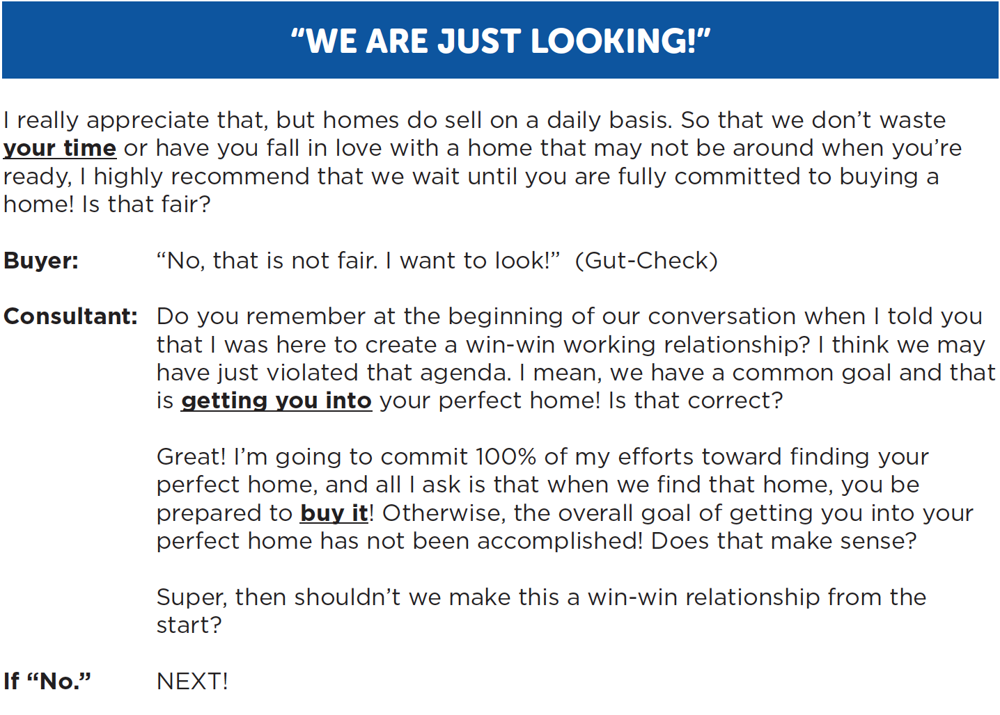 “WE ARE JUST LOOKING!”
I really appreciate that, but homes do sell on a daily basis. So that we don’t waste
your time or have you fall in love with a home that may not be around when you’re
ready, I highly recommend that we wait until you are fully committed to buying a
home! Is that fair?
Buyer: “No, that is not fair. I want to look!” (Gut-Check)
Consultant: Do you remember at the beginning of our conversation when I told you
that I was here to create a win-win working relationship? I think we may
have just violated that agenda. I mean, we have a common goal and that
is getting you into your perfect home! Is that correct?
Great! I’m going to commit 100% of my efforts toward finding your
perfect home, and all I ask is that when we find that home, you be
prepared to buy it! Otherwise, the overall goal of getting you into your
perfect home has not been accomplished! Does that make sense?
Super, then shouldn’t we make this a win-win relationship from the
start?
If “No.” NEXT!